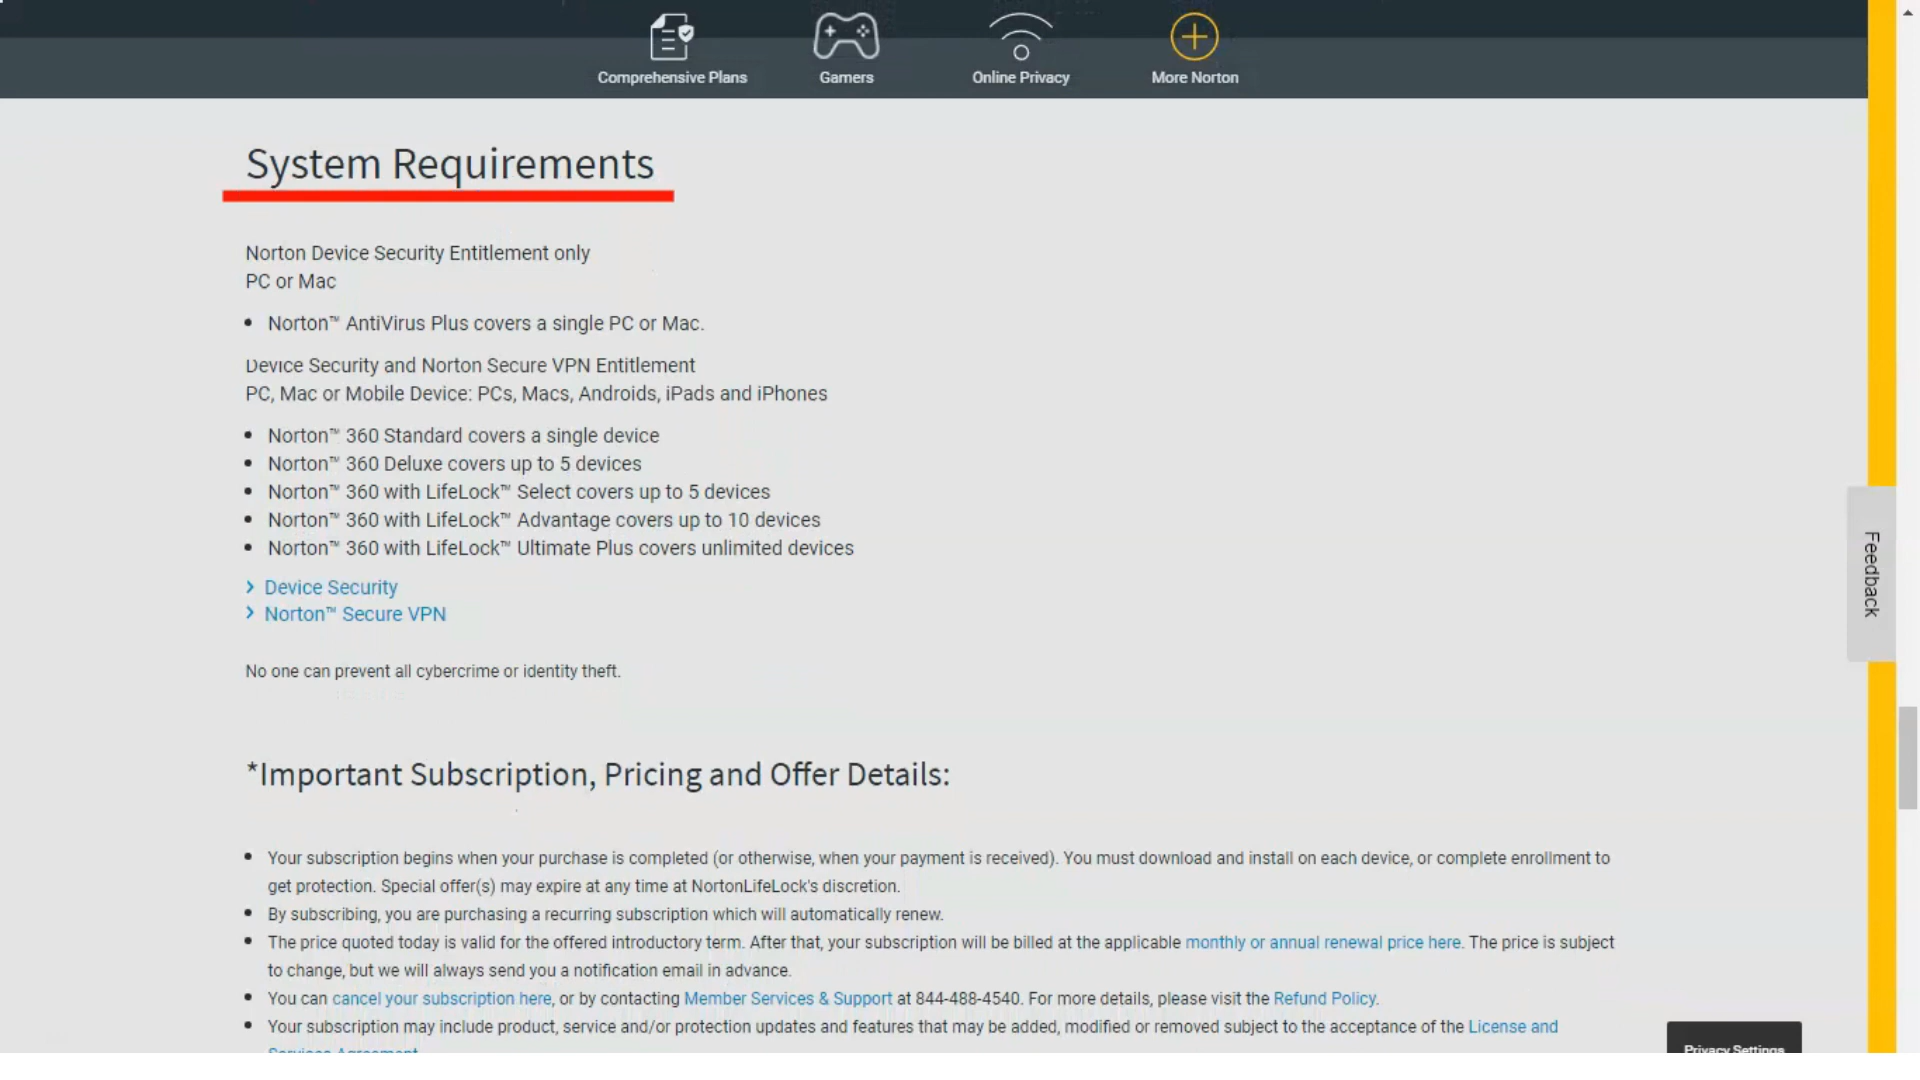 Comprehensive Plans
Gamers
Online Privacy
More Norton
System Requirements
Norton Device Security Entitlement only
PC or Mac
• Norton™ AntiVirus Plus covers a single PC or Mac.
Device Security and Norton Secure VPN Entitlement
PC, Mac or Mobile Device: PCs, Macs, Androids, iPads and iPhones
• Norton™ 360 Standard covers a single device
• Norton™ 360 Deluxe covers up to 5 devices
• Norton™ 360 with LifeLock™ Select covers up to 5 devices
• Norton™ 360 with LifeLock™ Advantage covers up to 10 devices
• Norton™ 360 with LifeLock™ Ultimate Plus covers unlimited devices
> Device Security
> Norton™ Secure VPN
Feedback
No one can prevent all cybercrime or identity theft.
*Important Subscription, Pricing and Offer Details:
• Your subscription begins when your purchase is completed (or otherwise, when your payment is received). You must download and install on each device, or complete enrollment to
get protection. Special offer(s) may expire at any time at NortonLifeLock's discretion.
• By subscribing, you are purchasing a recurring subscription which will automatically renew.
• The price quoted today is valid for the offered introductory term. After that, your subscription will be billed at the applicable monthly or annual renewal price here. The price is subject
to change, but we will always send you a notification email in advance.
• You can cancel your subscription here, or by contacting Member Services & Support at 844-488-4540. For more details, please visit the Refund Policy.
• Your subscription may include product, service and/or protection updates and features that may be added, modified or removed subject to the acceptance of the License and
Services Agreement
Privacy Settings